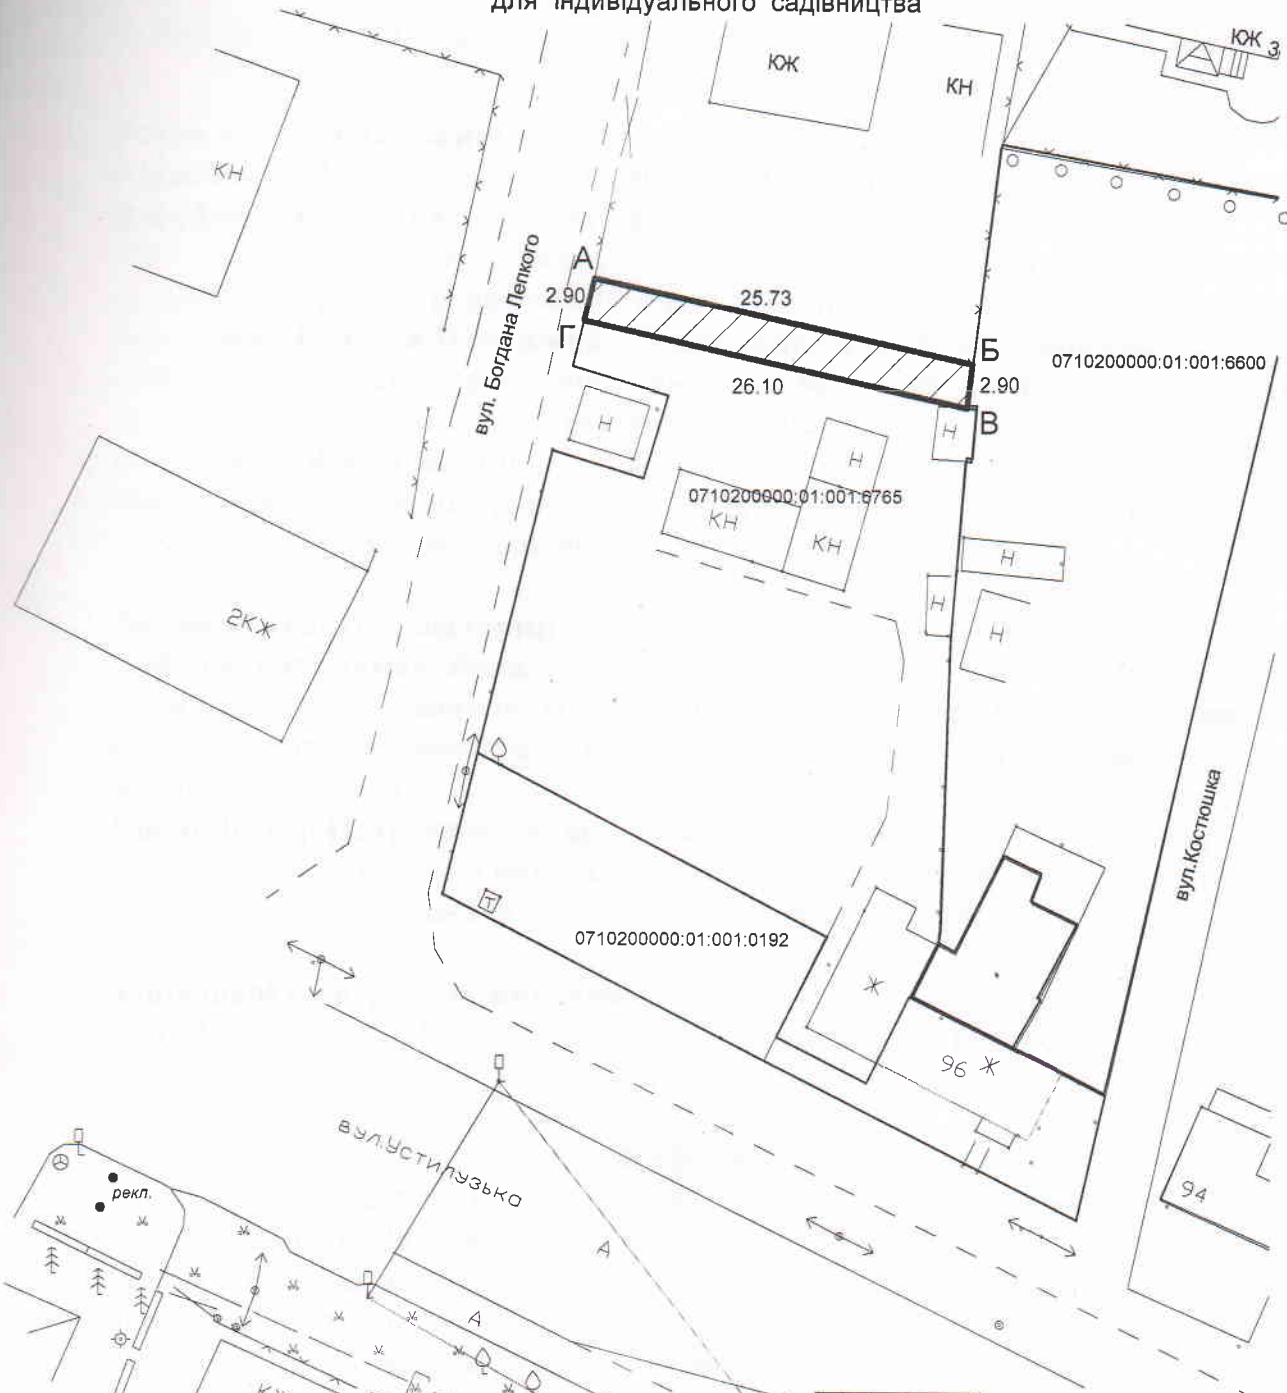 для індивідуального садівництва
КЖ
КЖ 3
КН
КН
вул. Богдана Лепкого
А
2.90
25.73
Г
Б
0710200000:01:001:6600
26.10
2.90
В
Н
Н
Н
0710200000:01:001:6765
КН
КН
Н
Н
Н
2КЖ
вул.Костюшка
Т
0710200000:01:001:0192
Ж
96 Ж
вул.Устилузька
рекл.
94
А
А